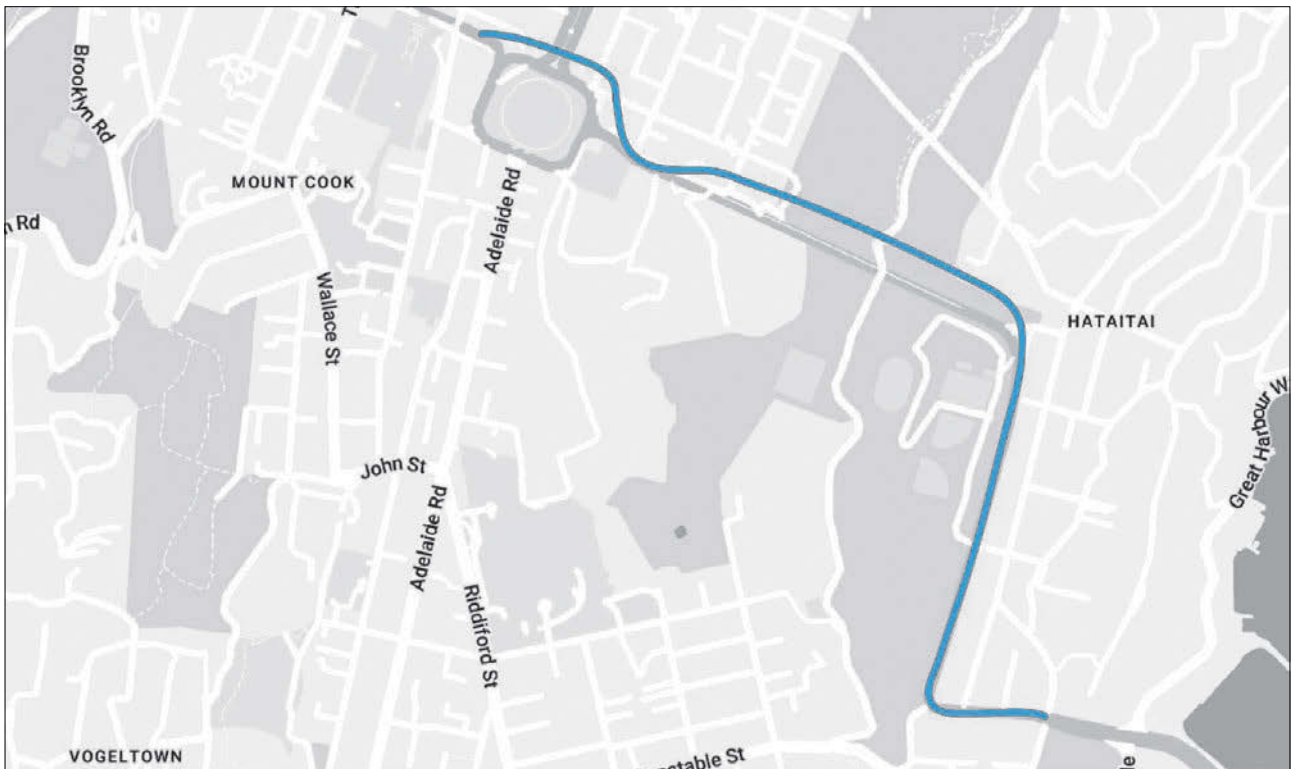 Brooklyn Rd
MOUNT COOK
n Rd
Adelaide Rd
Wallace St
HATAITAI
Great Harbour W
John St
Adelaide Rd
Riddiford St
VOGELTOWN
stable St